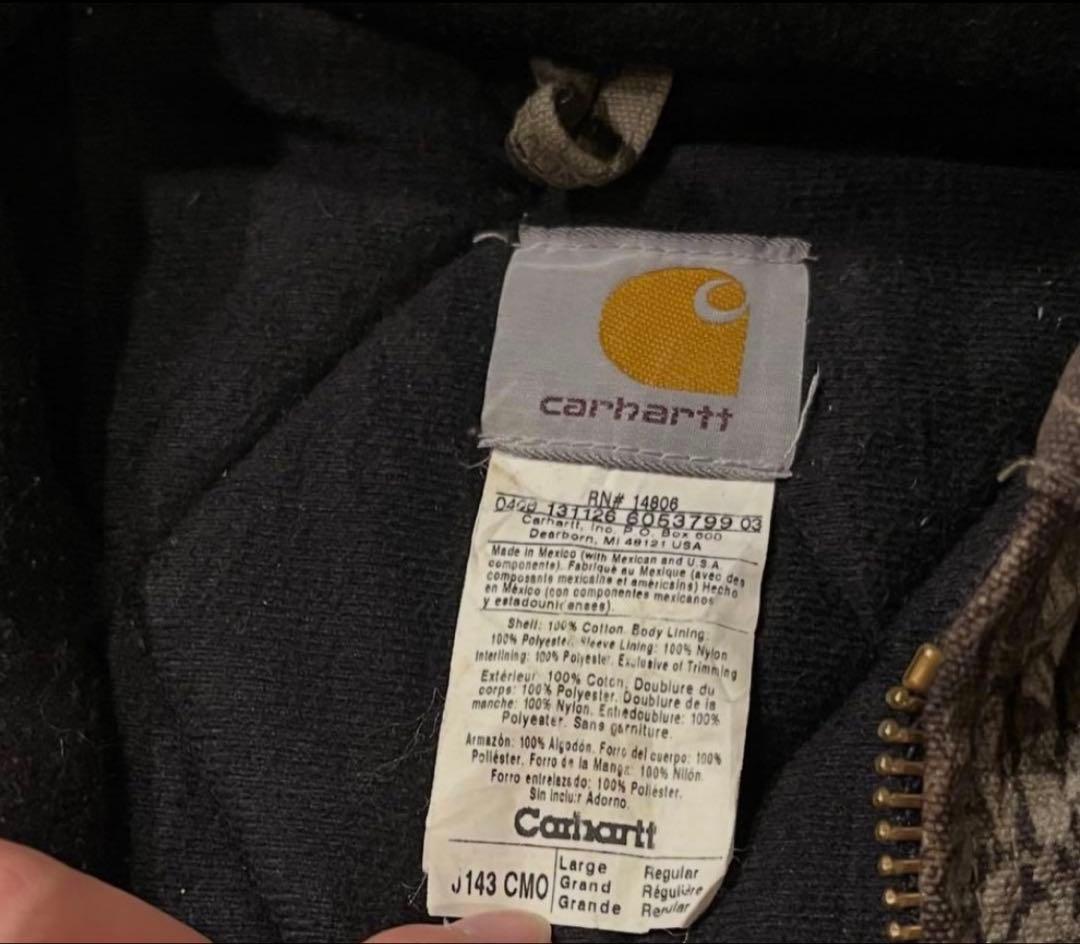 carhartt
RN# 14806
131126 6053799 03
Carhartt, Inc. P.O. Box 600
Dearborn, MI 48121 USA
Made in Mexico (with Mexican and U.S.A.
components). Fabriqué au Mexique (avec des
composants mexicains et américains) Hecho
en México (con componentes mexicanos
y estadounidenses).
Shell: 100% Cotton. Body Lining:
100% Polyester. Sleeve Lining: 100% Nylon
Interlining: 100% Polyester. Exclusive of Trimming
Extérieur: 100% Coton, Doublure du
corps: 100% Polyester. Doublure de la
manche: 100% Nylon. Entredoublure: 100%
Polyester. Sans garniture.
Armazón: 100% Algodón. Forro del cuerpo: 100%
Poliéster. Forro de la Manga: 100% Nilón.
Forro entrelazado: 100% Poliéster.
Sin incluir Adorno.
Carhartt
J143 CMO
Large Regular
Grand Régulière
Grande Regular